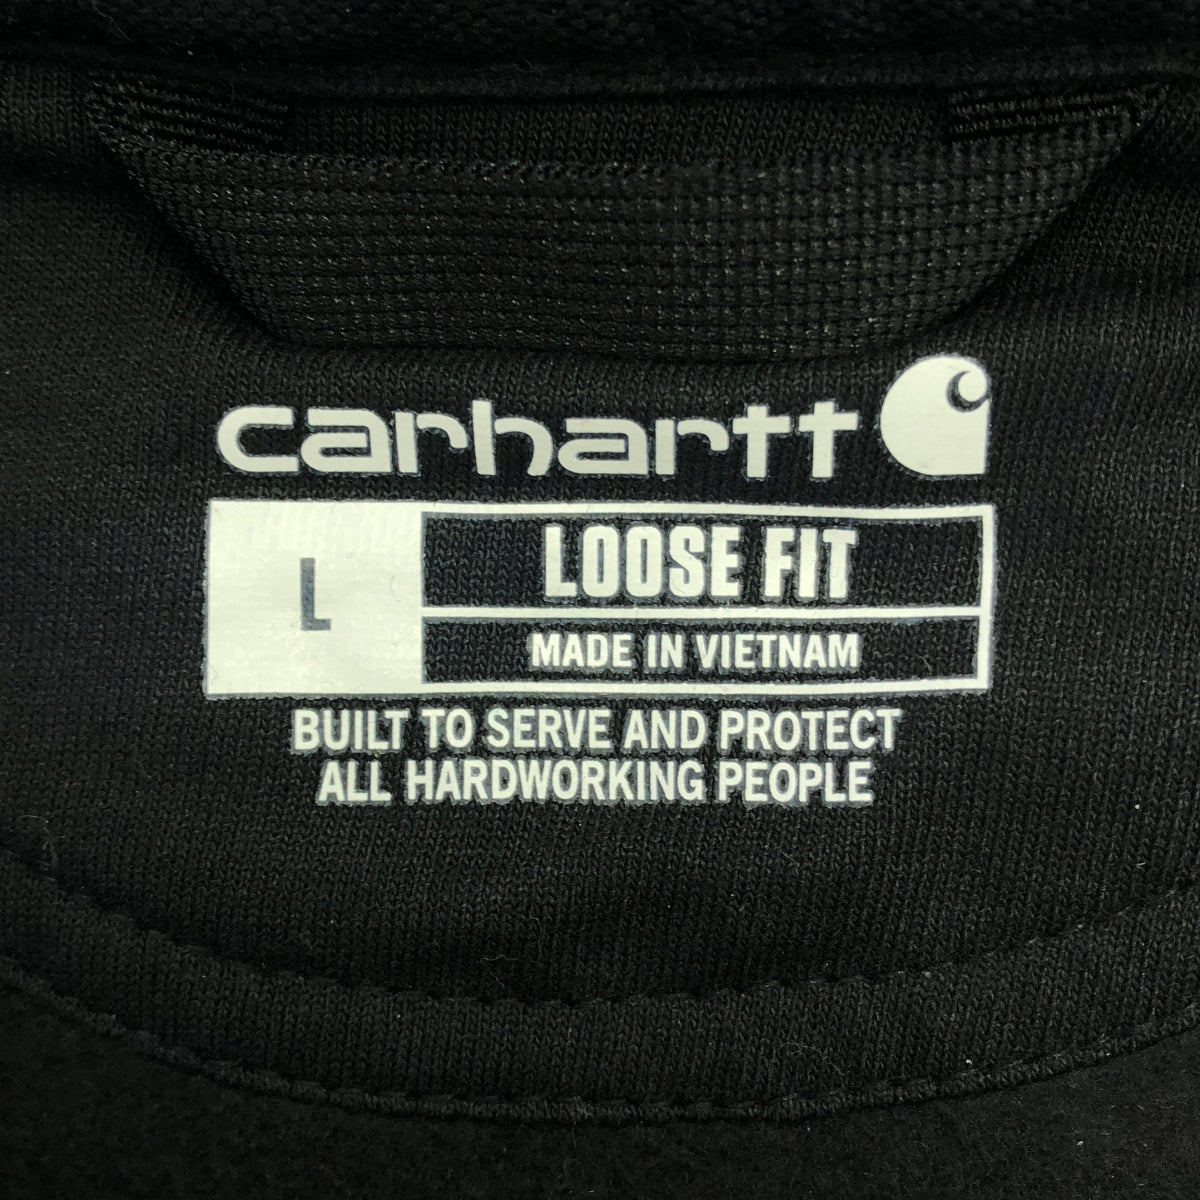 carhartt
L
LOOSE FIT
MADE IN VIETNAM
BUILT TO SERVE AND PROTECT
ALL HARDWORKING PEOPLE